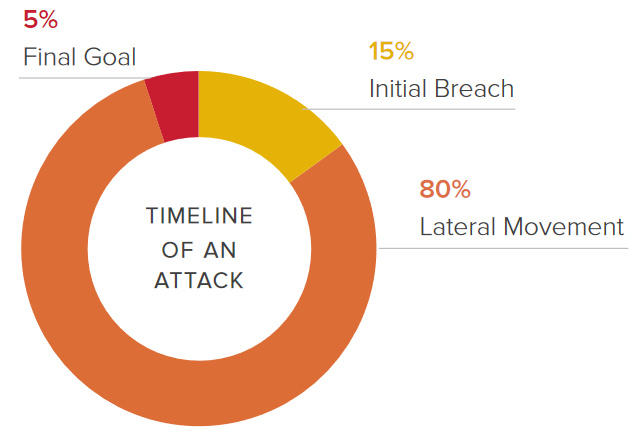 5%
Final Goal
15%
Initial Breach
80%
Lateral Movement
TIMELINE
OF AN
ATTACK